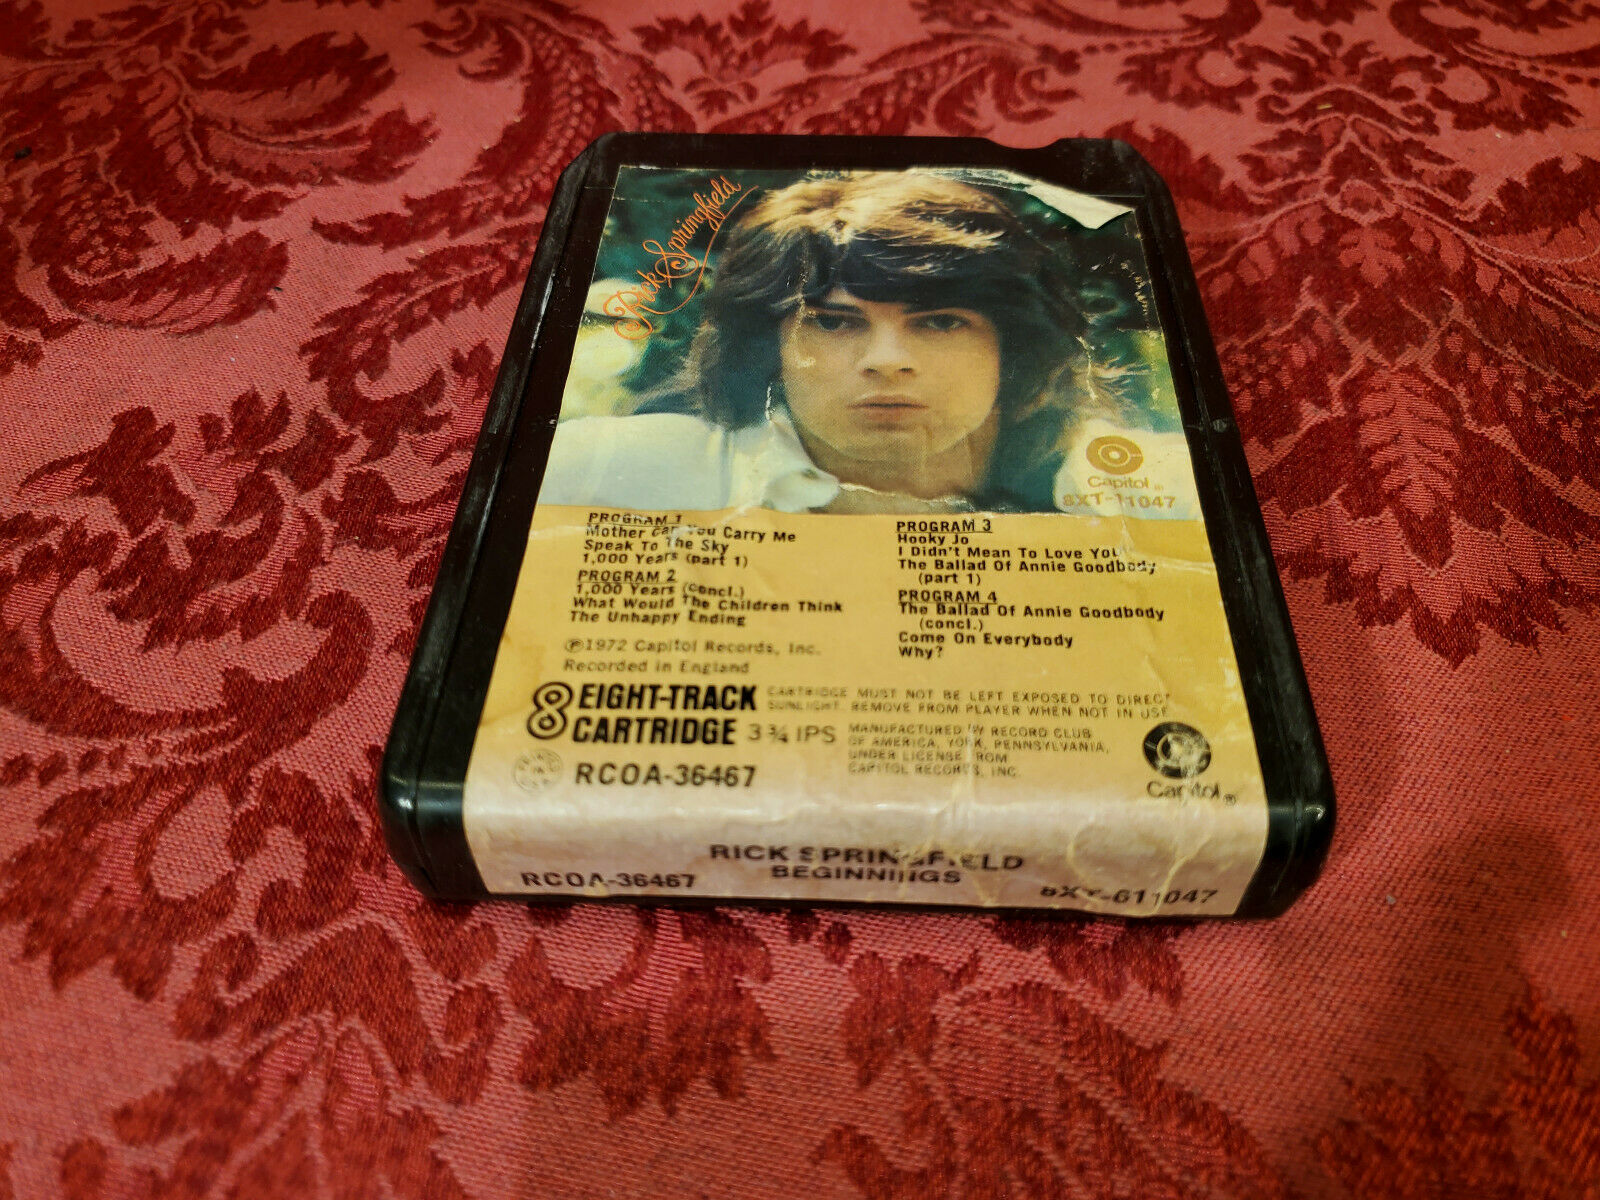 Rick Springfield
Capitol
8XT-11047
PROGRAM 1
Mother Can You Carry Me
Speak To The Sky
1,000 Years (part 1)
PROGRAM 2
1,000 Years (concl.)
What Would The Children Think
The Unhappy Ending
℗1972 Capitol Records, Inc.
Recorded in England
PROGRAM 3
Hooky Jo
I Didn't Mean To Love You
The Ballad Of Annie Goodbody
(part 1)
PROGRAM 4
The Ballad Of Annie Goodbody
(concl.)
Come On Everybody
Why?
8 EIGHT-TRACK
CARTRIDGE 3 ¾ IPS
CARTRIDGE MUST NOT BE LEFT EXPOSED TO DIRECT
SUNLIGHT. REMOVE FROM PLAYER WHEN NOT IN USE
MANUFACTURED BY RECORD CLUB
OF AMERICA, YORK, PENNSYLVANIA,
UNDER LICENSE FROM
CAPITOL RECORDS, INC.
RCOA-36467
Capitol ®
RICK SPRINGFIELD
BEGINNINGS
RCOA-36467
8XT-611047